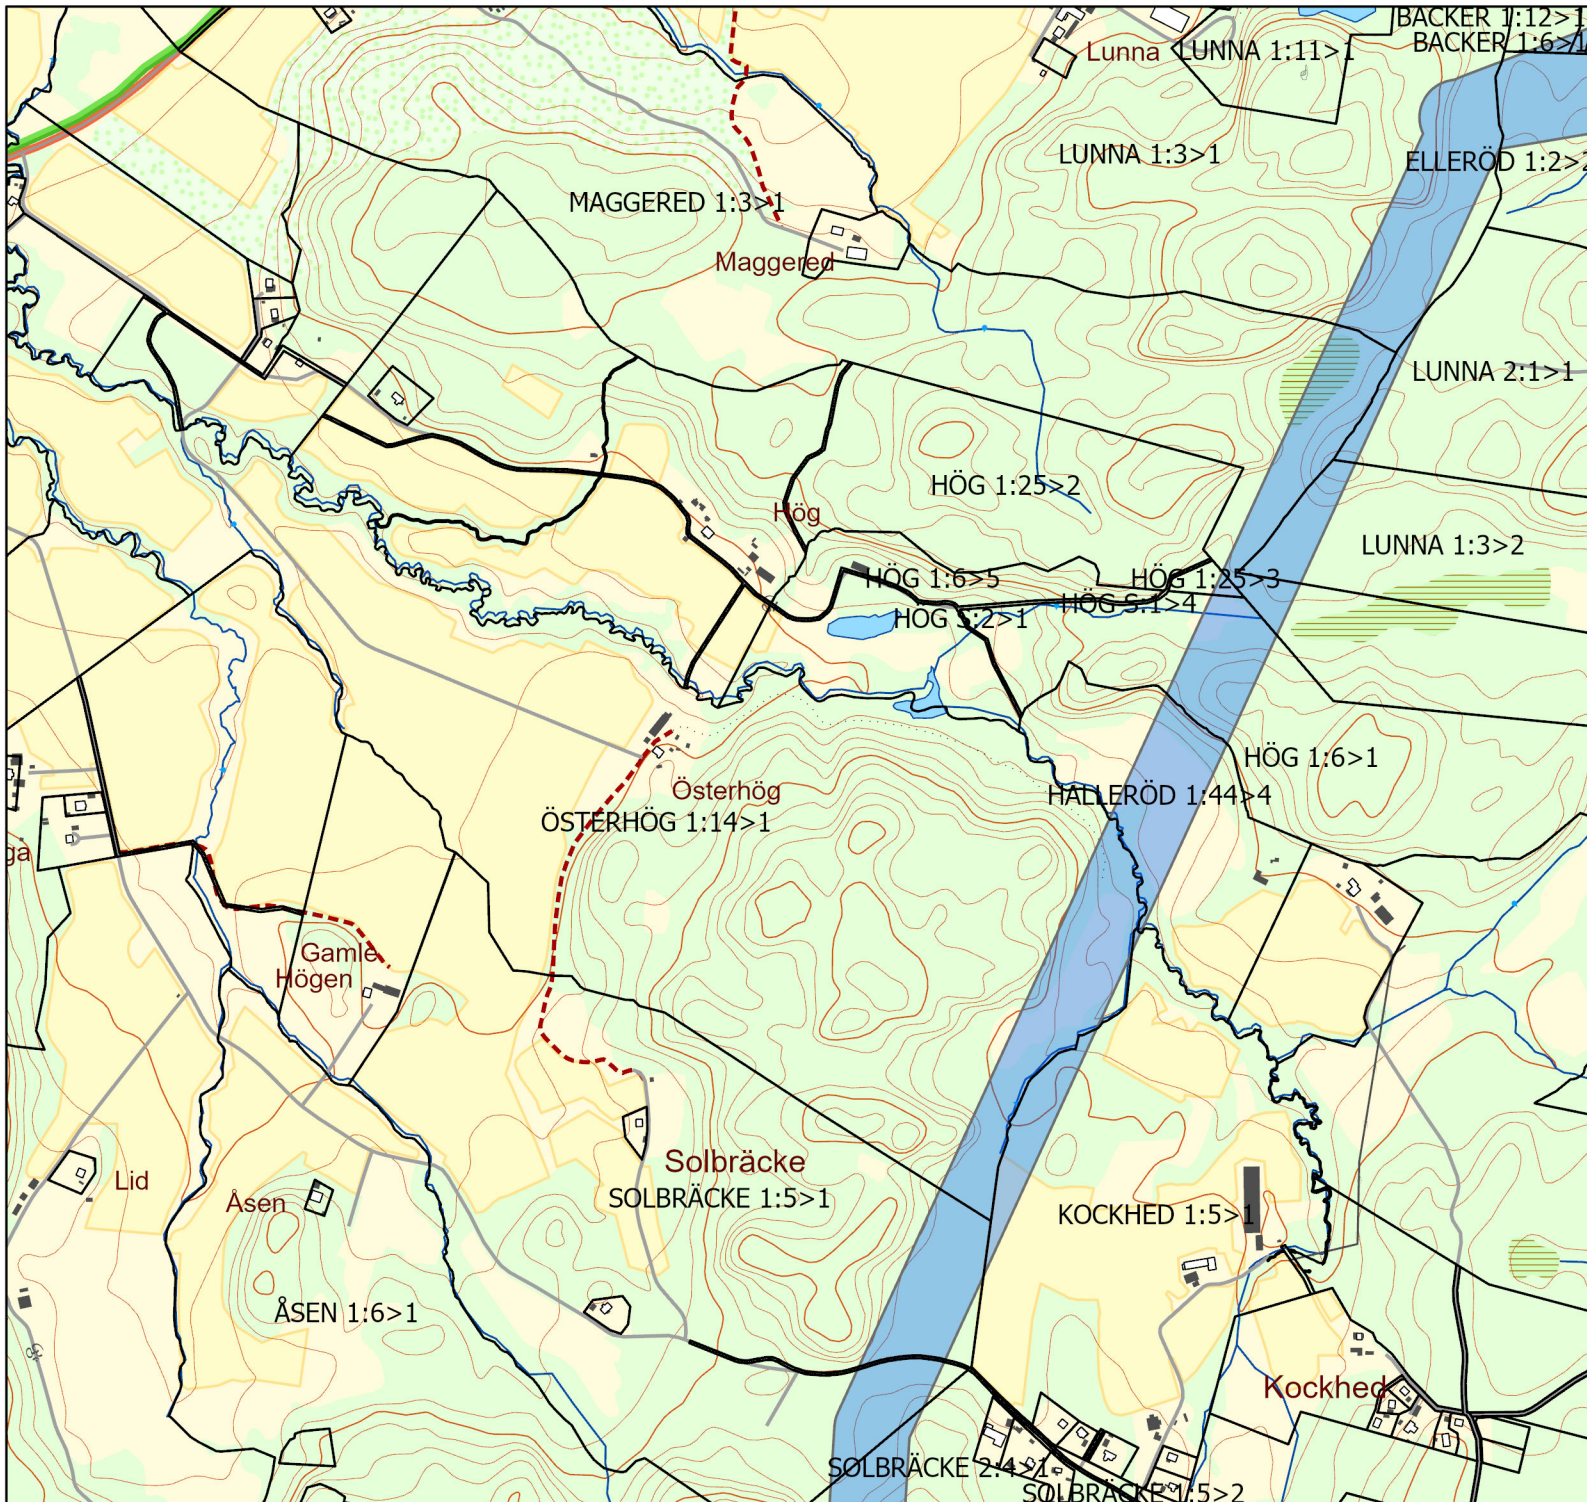 BACKER 1:12>1
BACKER 1:6>1
Lunna
LUNNA 1:11>1
LUNNA 1:3>1
ELLERÖD 1:2>2
MAGGERED 1:3>1
Maggered
LUNNA 2:1>1
HÖG 1:25>2
Hög
LUNNA 1:3>2
HÖG 1:6>5
HÖG 1:25>3
HÖG S:1>4
HÖG S:2>1
HÖG 1:6>1
Österhög
HALLERÖD 1:44>4
ÖSTERHÖG 1:14>1
gå
Gamle
Högen
Solbräcke
Lid
SOLBRÄCKE 1:5>1
Åsen
KOCKHED 1:5>1
ÅSEN 1:6>1
Kockhed
SOLBRÄCKE 2:4>1
SOLBRÄCKE 1:5>2